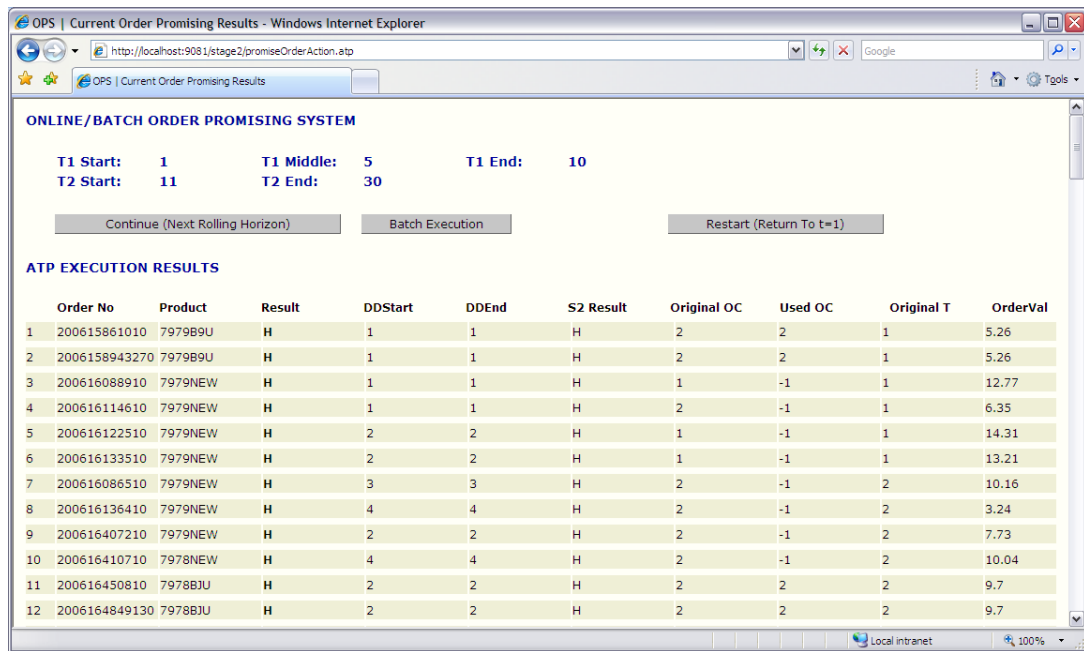 OPS | Current Order Promising Results - Windows Internet Explorer
http://localhost:9081/stage2/promiseOrderAction.atp Google
OPS | Current Order Promising Results Tools
ONLINE/BATCH ORDER PROMISING SYSTEM
T1 Start: 1 T1 Middle: 5 T1 End: 10
T2 Start: 11 T2 End: 30
Continue (Next Rolling Horizon) Batch Execution Restart (Return To t=1)
ATP EXECUTION RESULTS
Order No Product Result DDStart DDEnd S2 Result Original OC Used OC Original T OrderVal
1 200615861010 7979B9U H 1 1 H 2 2 1 5.26
2 2006158943270 7979B9U H 1 1 H 2 2 1 5.26
3 200616088910 7979NEW H 1 1 H 1 -1 1 12.77
4 200616114610 7979NEW H 1 1 H 2 -1 1 6.35
5 200616122510 7979NEW H 2 2 H 1 -1 1 14.31
6 200616133510 7979NEW H 2 2 H 1 -1 1 13.21
7 200616086510 7979NEW H 3 3 H 2 -1 2 10.16
8 200616136410 7979NEW H 4 4 H 2 -1 2 3.24
9 200616407210 7979NEW H 2 2 H 2 -1 2 7.73
10 200616410710 7978NEW H 4 4 H 2 -1 2 10.04
11 200616450810 7978BJU H 2 2 H 2 2 2 9.7
12 2006164849130 7978BJU H 2 2 H 2 2 2 9.7
Local intranet 100%